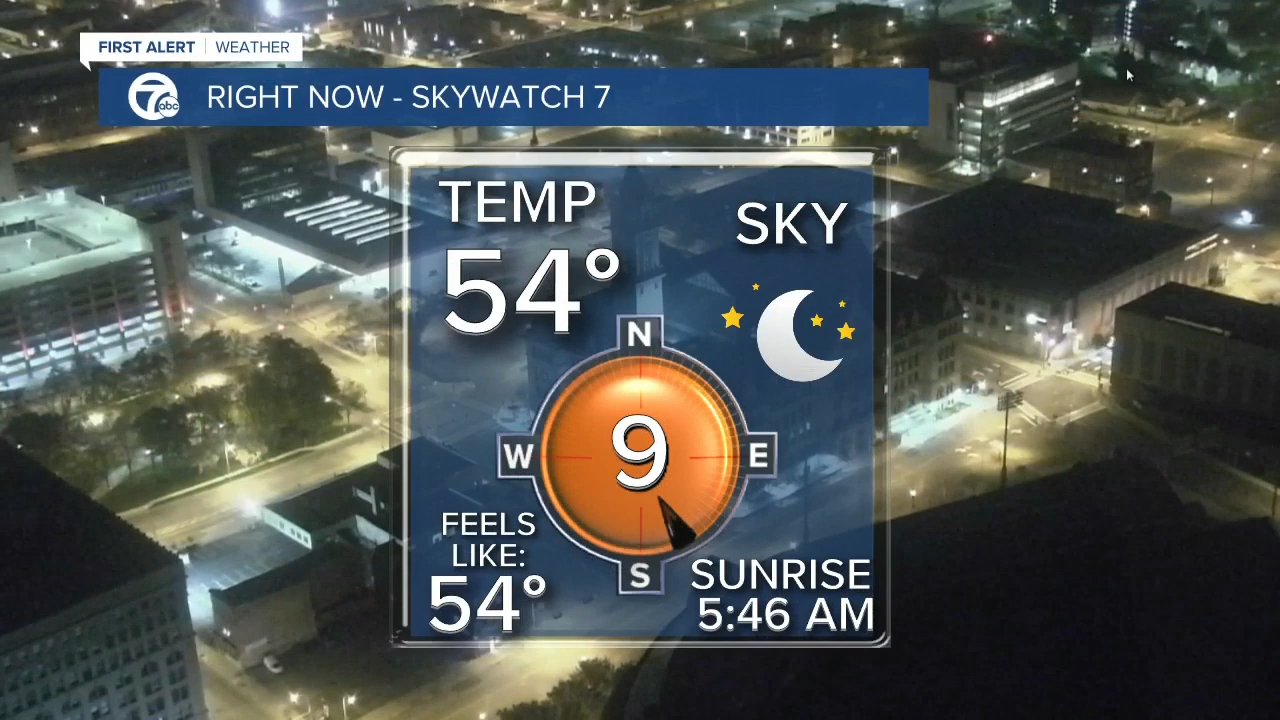 FIRST ALERT | WEATHER
7 abc RIGHT NOW - SKYWATCH 7
TEMP
54°
SKY
N
W 9 E
S
FEELS
LIKE:
54°
SUNRISE
5:46 AM